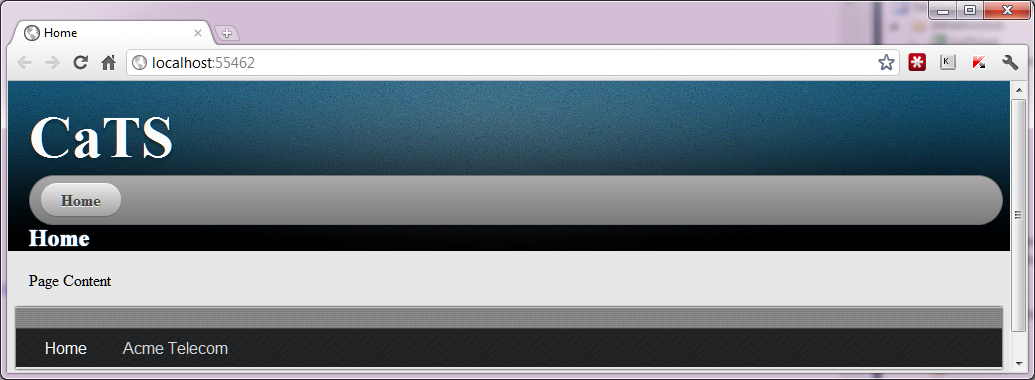 Home
localhost:55462
K
CaTS
Home
Home
Page Content
Home Acme Telecom